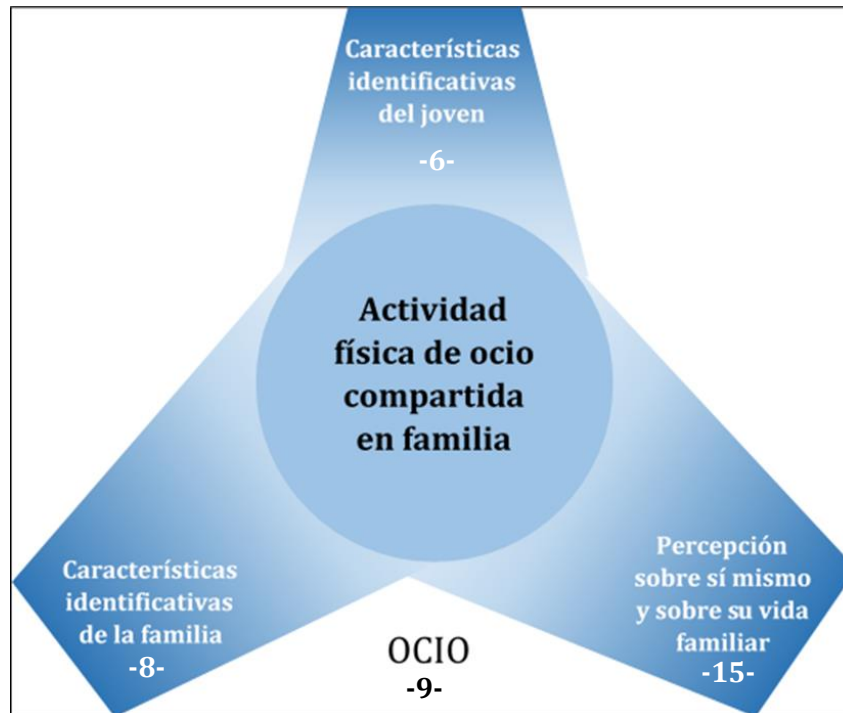 Características
identificativas
del joven
-6-
Actividad
física de ocio
compartida
en familia
Características
identificativas
de la familia
-8-
OCIO
-9-
Percepción
sobre sí mismo
y sobre su vida
familiar
-15-